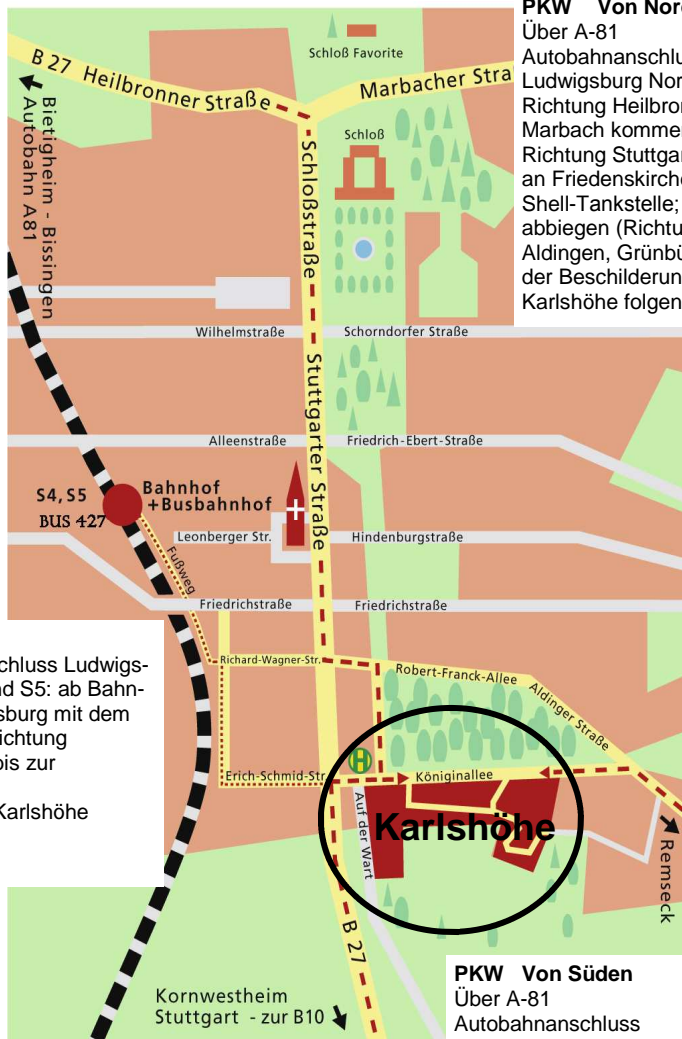 PKW Von Nor
Über A-81
Autobahnanschlu
Ludwigsburg Nor
Richtung Heilbron
Marbach komme
Richtung Stuttgar
an Friedenskirche
Shell-Tankstelle;
abbiegen (Richtu
Aldingen, Grünbü
der Beschilderun
Karlshöhe folgen
Schloß Favorite
B 27 Heilbronner Straße
Marbacher Stra
Bietigheim - Bissingen
Autobahn A81
Schloß
Schloßstraße
Wilhelmstraße
Schorndorfer Straße
Stuttgarter Straße
Alleenstraße
Friedrich-Ebert-Straße
S4, S5
BUS 427
Bahnhof
+Busbahnhof
Leonberger Str.
Hindenburgstraße
Fußweg
Friedrichstraße
Friedrichstraße
chluss Ludwigs-
nd S5: ab Bahn-
sburg mit dem
ichtung
bis zur
Karlshöhe
Richard-Wagner-Str.
Robert-Franck-Allee
Aldinger Straße
H
Erich-Schmid-Str.
Königinallee
Auf der Wart
Karlshöhe
Remseck
B 27
Kornwestheim
Stuttgart - zur B10
PKW Von Süden
Über A-81
Autobahnanschluss